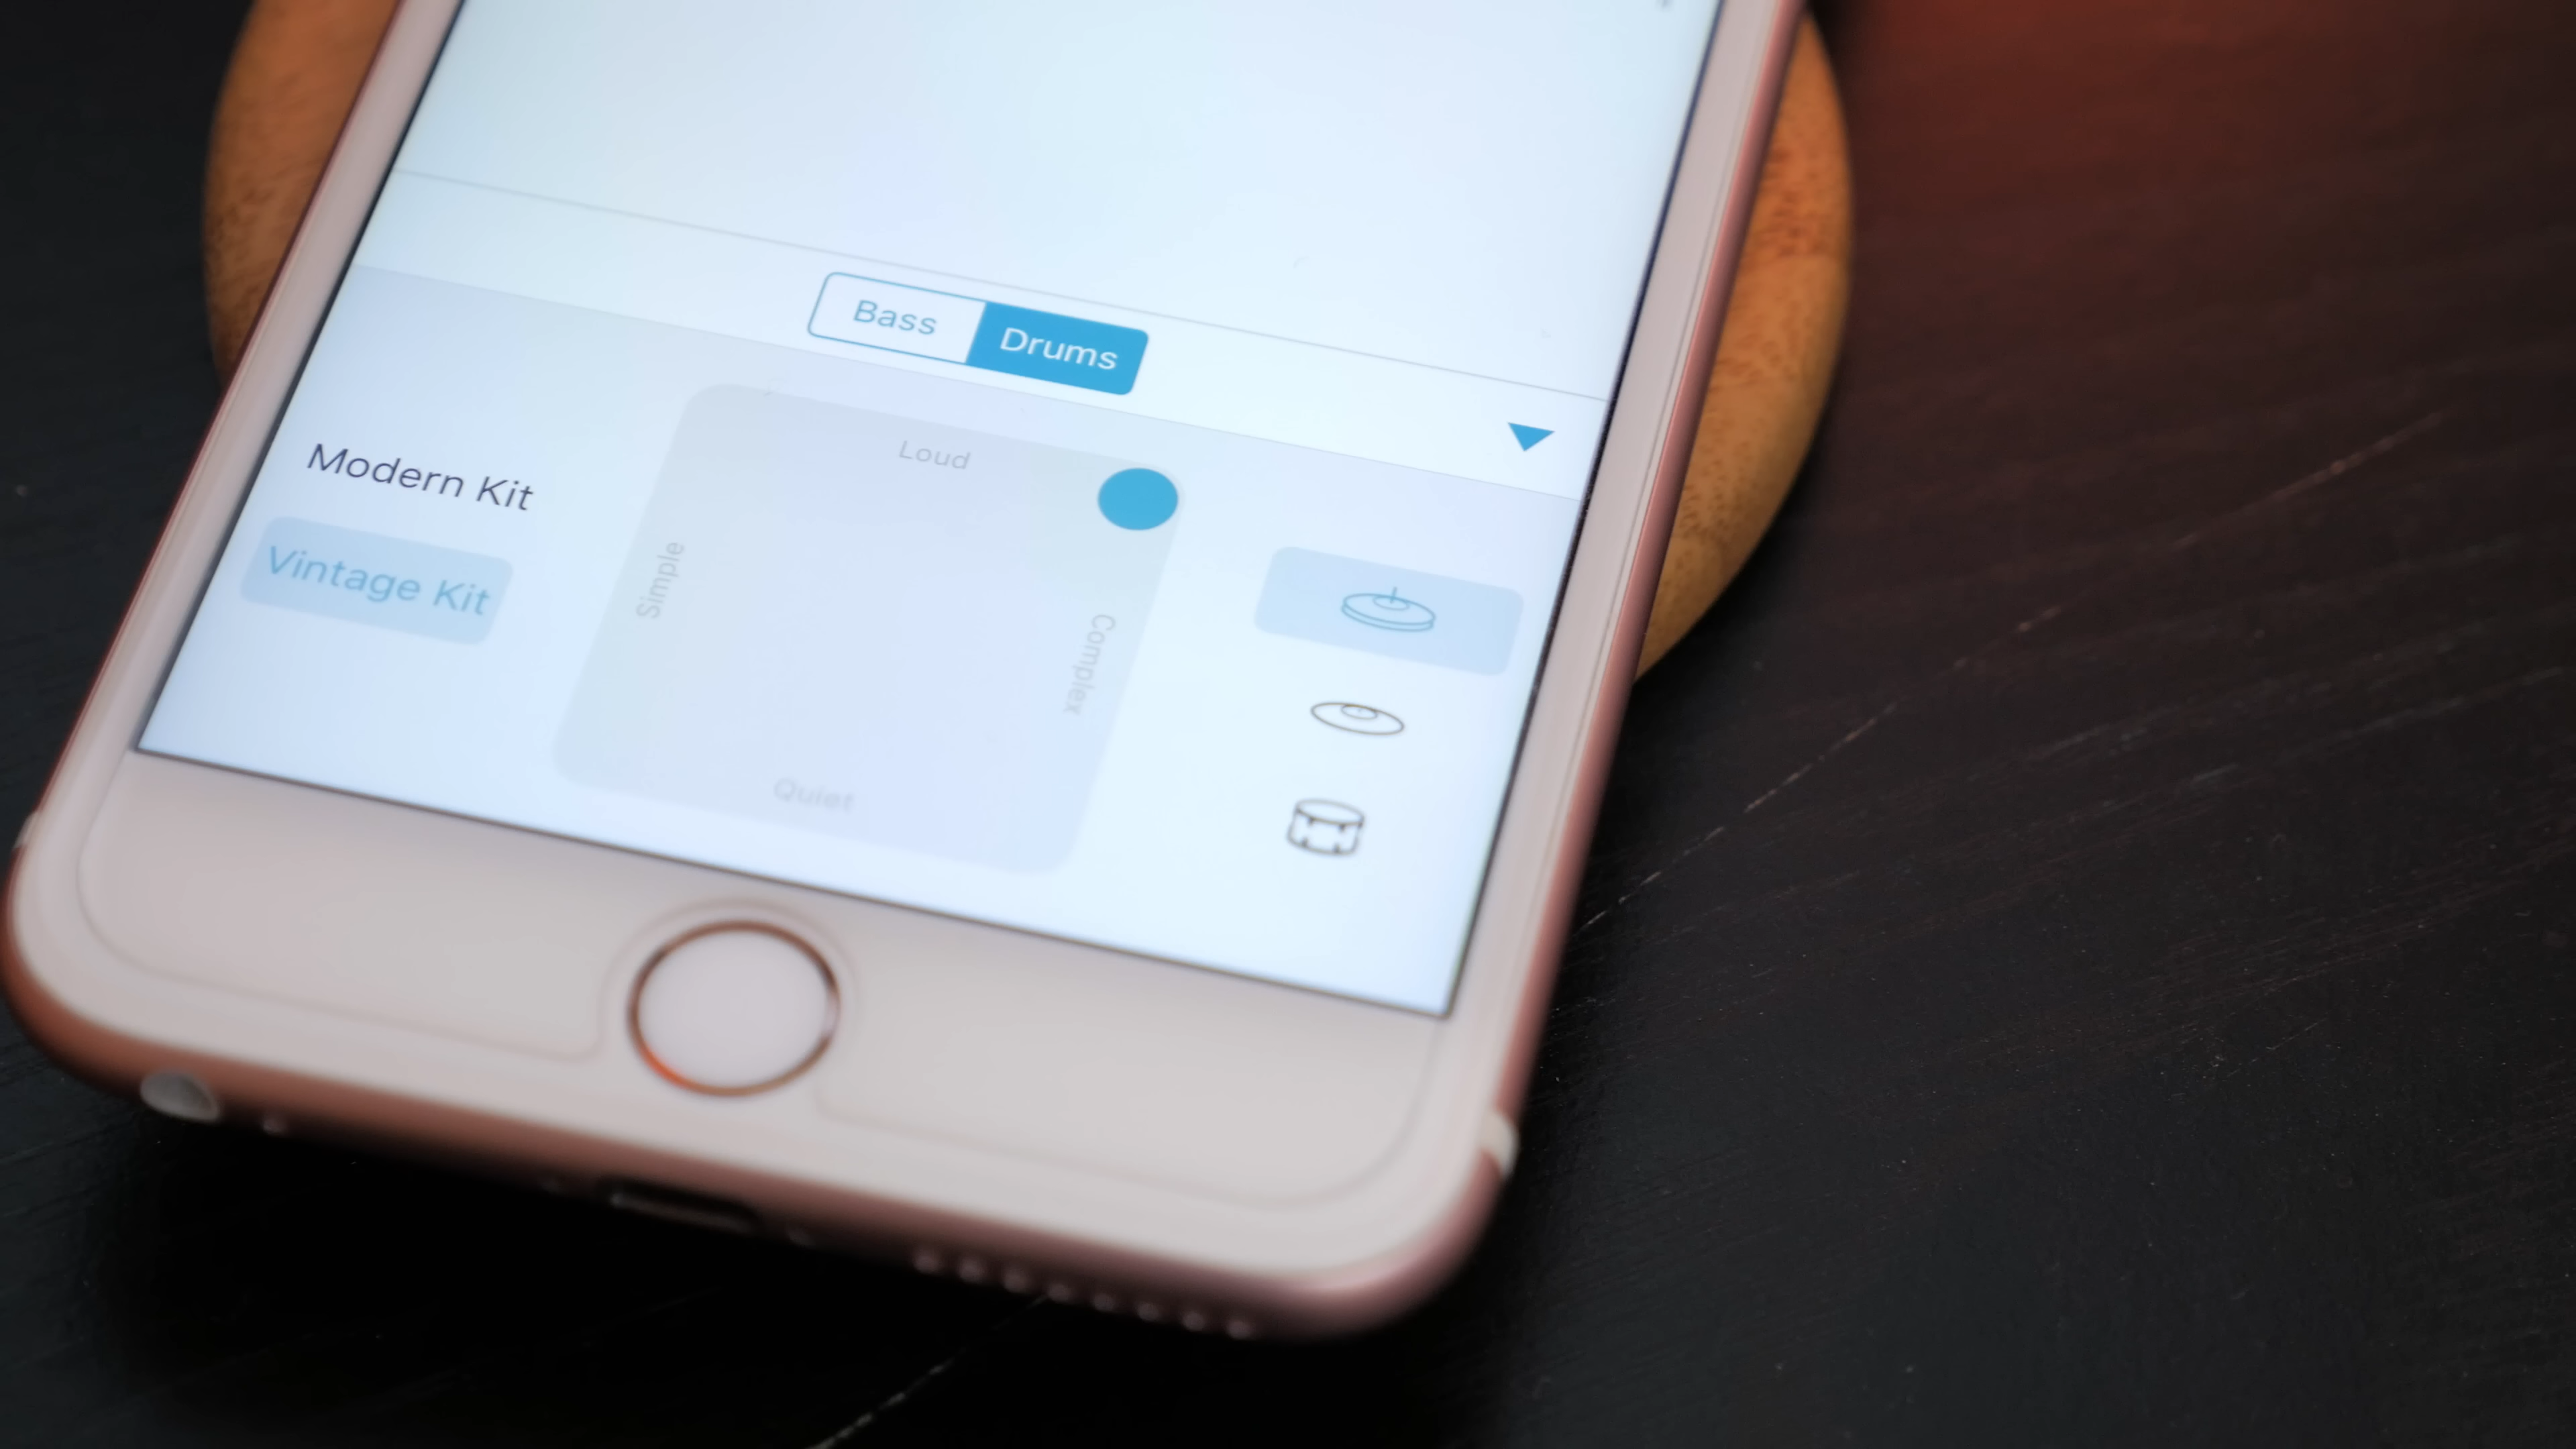 Bass Drums
Modern Kit
Vintage Kit
Loud
Simple
Complex
Quiet